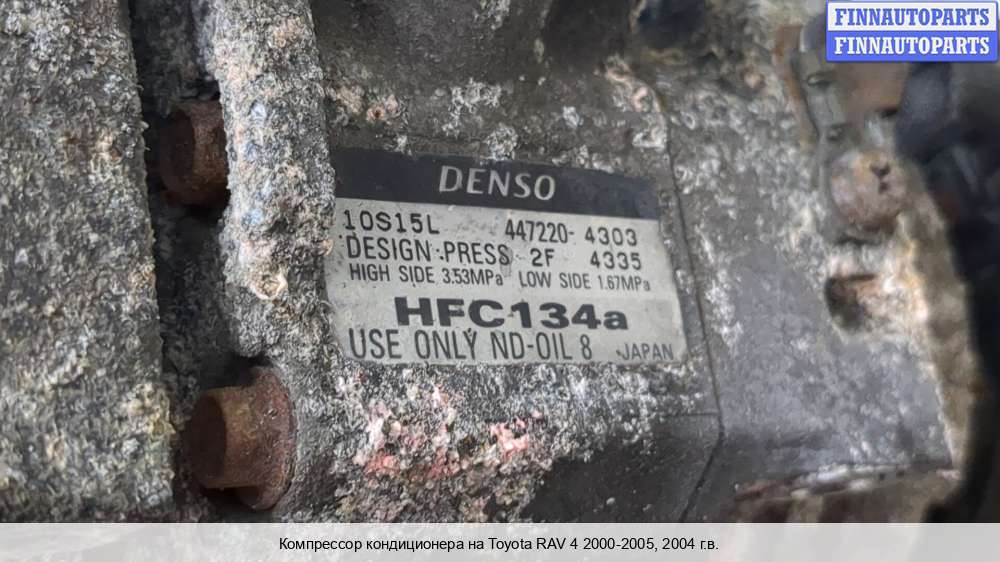 FINNAUTOPARTS
FINNAUTOPARTS
DENSO
10S15L 447220-4303
DESIGN PRESS 2F 4335
HIGH SIDE 3.53MPa LOW SIDE 1.67MPa
HFC134a
USE ONLY ND-OIL 8 JAPAN
Компрессор кондиционера на Toyota RAV 4 2000-2005, 2004 г.в.